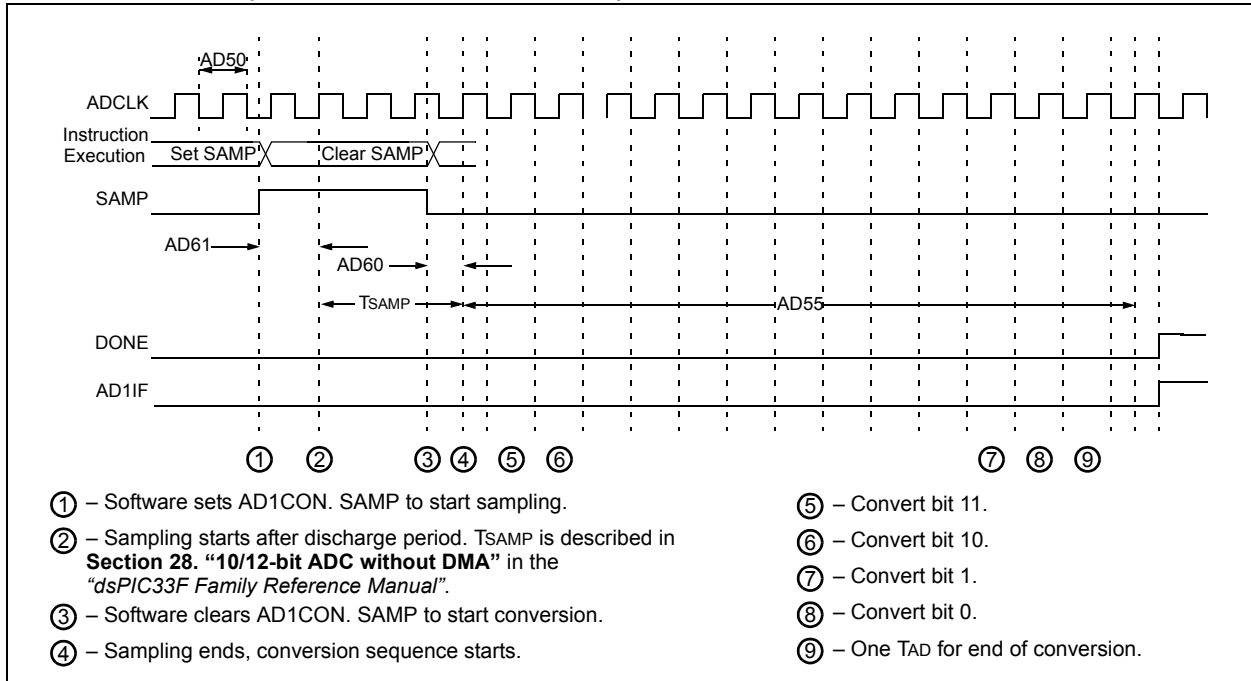 AD50
ADCLK
Instruction
Execution
Set SAMP
Clear SAMP
SAMP
AD61
AD60
TSAMP
AD55
DONE
AD1IF
1 2 3 4 5 6 7 8 9
1 – Software sets AD1CON. SAMP to start sampling.
2 – Sampling starts after discharge period. TSAMP is described in
Section 28. “10/12-bit ADC without DMA” in the
“dsPIC33F Family Reference Manual”.
3 – Software clears AD1CON. SAMP to start conversion.
4 – Sampling ends, conversion sequence starts.
5 – Convert bit 11.
6 – Convert bit 10.
7 – Convert bit 1.
8 – Convert bit 0.
9 – One TAD for end of conversion.